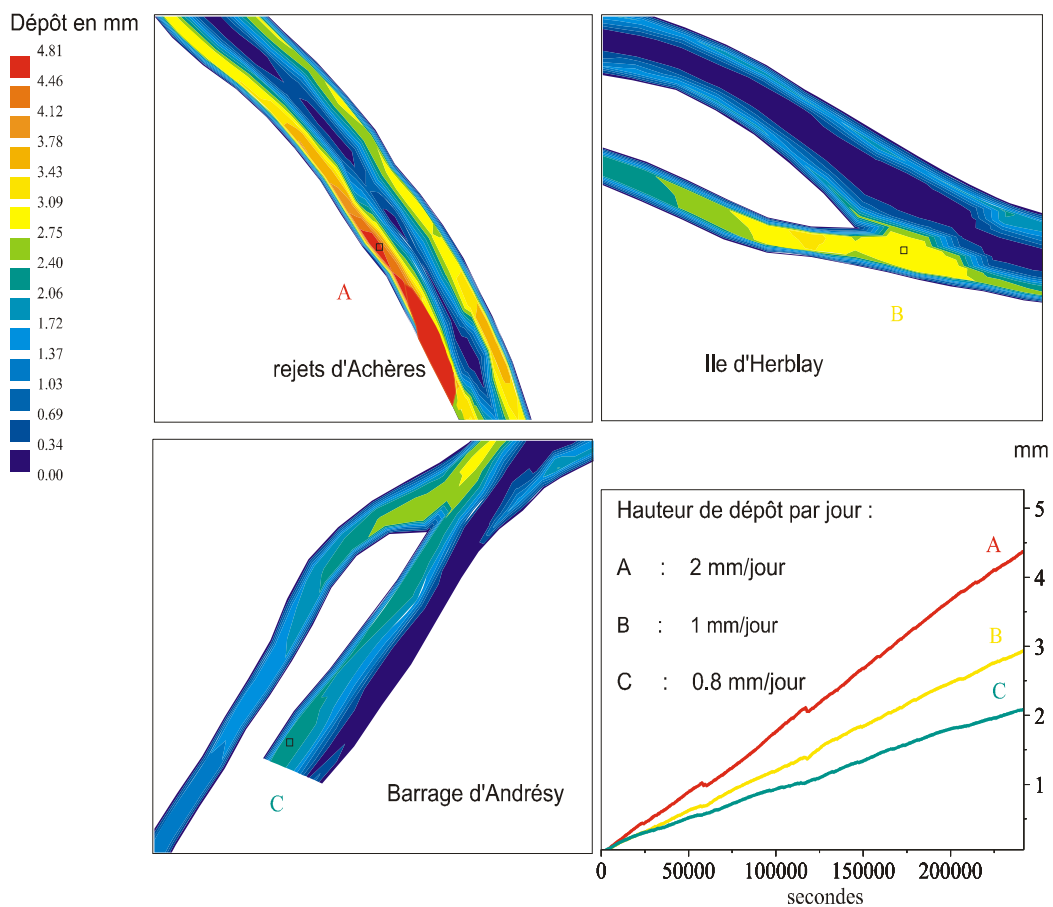 Dépôt en mm
4.81
4.46
4.12
3.78
3.43
3.09
2.75
2.40
2.06
1.72
1.37
1.03
0.69
0.34
0.00
A
rejets d'Achères
B
Ile d'Herblay
C
Barrage d'Andrésy
mm
Hauteur de dépôt par jour :
A : 2 mm/jour
B : 1 mm/jour
C : 0.8 mm/jour
A
B
C
5
4
3
2
1
0 50000 100000 150000 200000
secondes